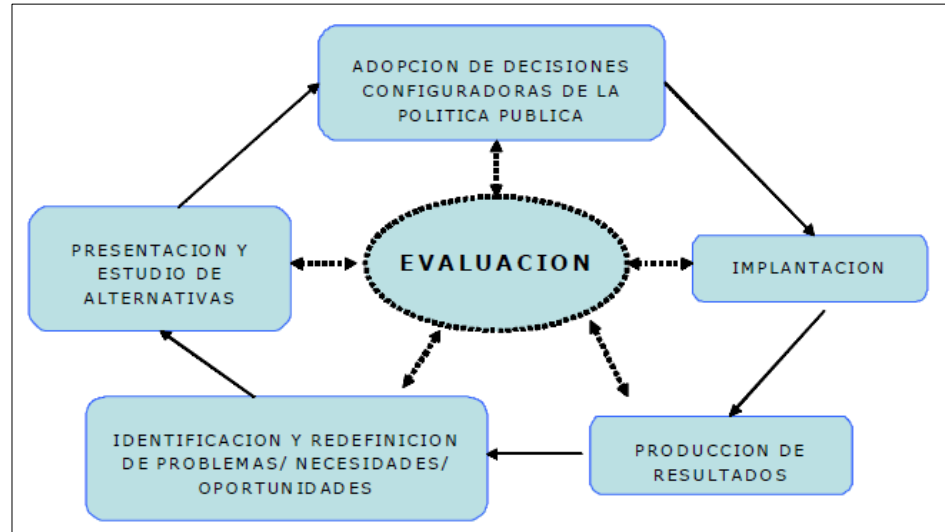 ADOPCION DE DECISIONES
CONFIGURADORAS DE LA
POLITICA PUBLICA
PRESENTACION Y
ESTUDIO DE
ALTERNATIVAS
EVALUACION
IMPLANTACION
IDENTIFICACION Y REDEFINICION
DE PROBLEMAS/ NECESIDADES/
OPORTUNIDADES
PRODUCCION DE
RESULTADOS